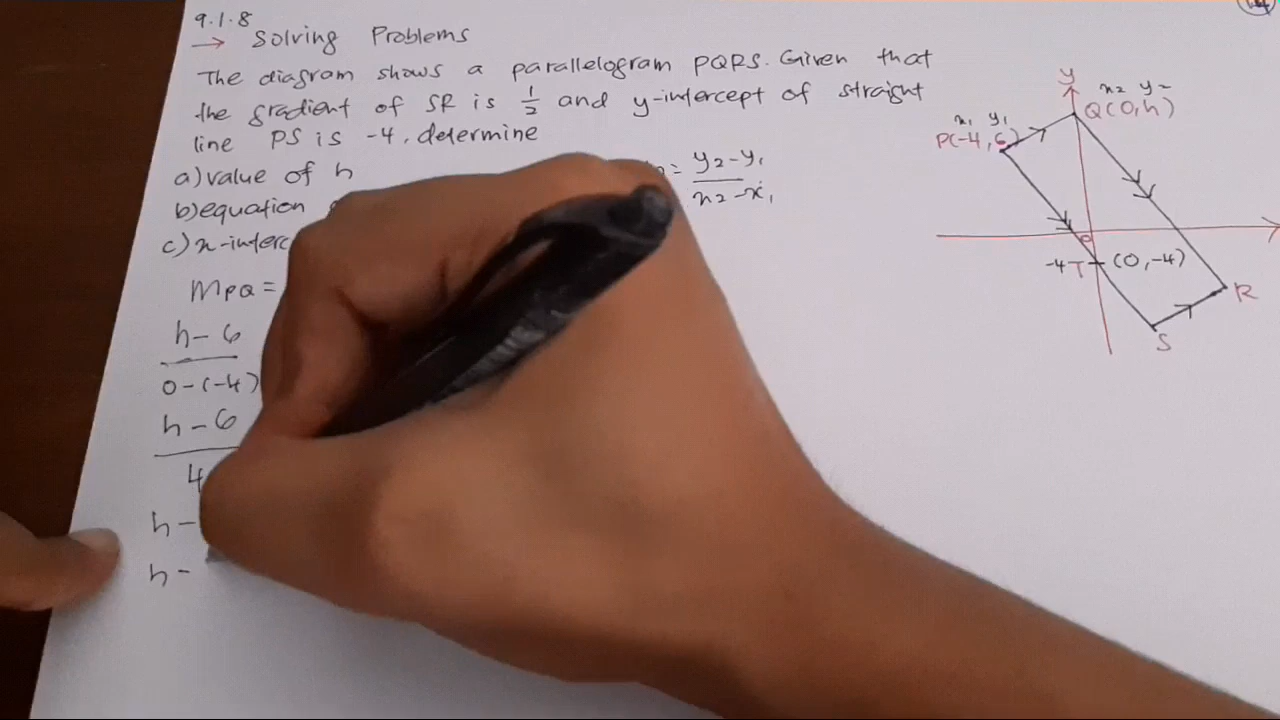 9.1.8
→ Solving Problems
The diagram shows a parallelogram PQRS. Given that
the gradient of SR is 1/2 and y-intercept of straight
line PS is -4, determine
a) value of h
b) equation
c) x-interc
MPQ =
h - 6
0 - (-4)
h - 6
4
h -
h -
= y2 - y1
x2 - x1
y
x2 y2
Q(0,h)
x1 y1
P(-4,6)
O
-4 T (0,-4)
R
S